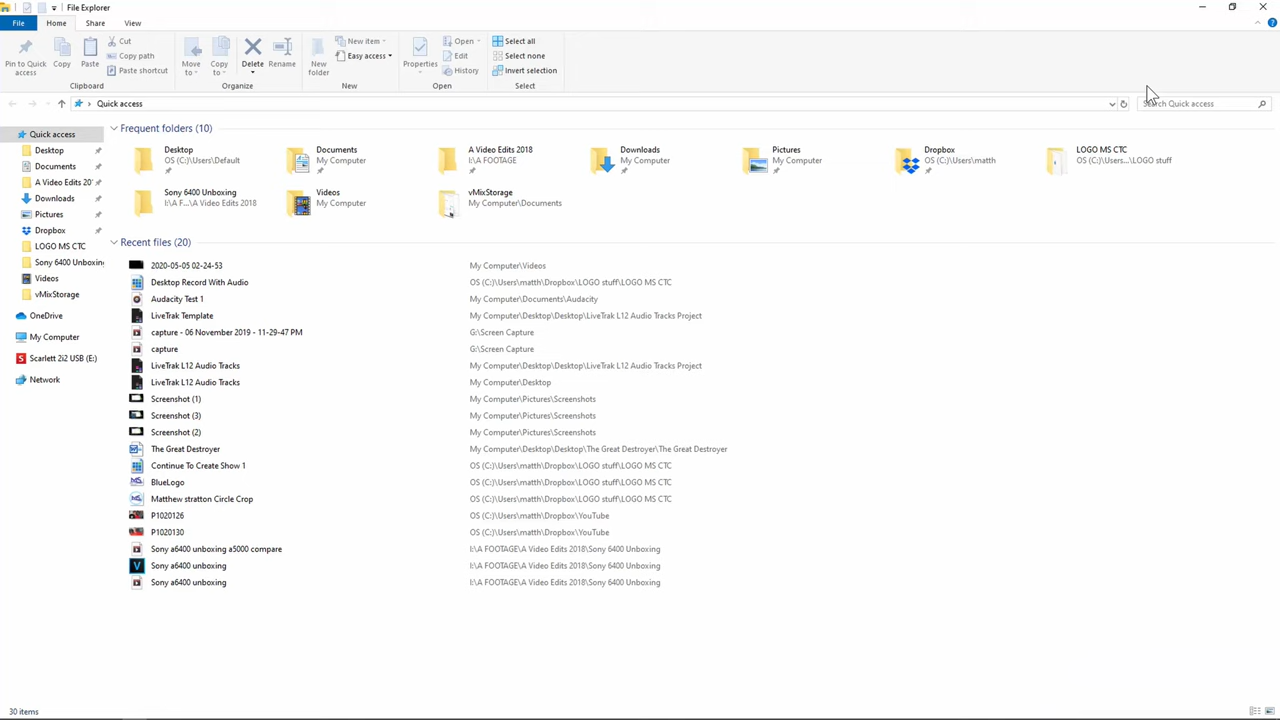 File Explorer
File Home Share View
Pin to Quick access
Copy
Paste
Cut
Copy path
Paste shortcut
Clipboard
Move to
Copy to
Delete
Rename
Organize
New folder
New item
Easy access
New
Properties
Open
Edit
History
Open
Select all
Select none
Invert selection
Select
Quick access
Search Quick access
Quick access
Desktop
Documents
A Video Edits 20
Downloads
Pictures
Dropbox
LOGO MS CTC
Sony 6400 Unboxing
Videos
vMixStorage
OneDrive
My Computer
Scarlett 2i2 USB (E:)
Network
Frequent folders (10)
Desktop
OS (C:)\Users\Default
Documents
My Computer
A Video Edits 2018
I:\A FOOTAGE
Downloads
My Computer
Pictures
My Computer
Dropbox
OS (C:)\Users\matth
LOGO MS CTC
OS (C:)\Users...\LOGO stuff
Sony 6400 Unboxing
I:\A F...\A Video Edits 2018
Videos
My Computer
vMixStorage
My Computer\Documents
Recent files (20)
2020-05-05 02-24-53 My Computer\Videos
Desktop Record With Audio OS (C:)\Users\matth\Dropbox\LOGO stuff\LOGO MS CTC
Audacity Test 1 My Computer\Documents\Audacity
LiveTrak Template My Computer\Desktop\Desktop\LiveTrak L12 Audio Tracks Project
capture - 06 November 2019 - 11-29-47 PM G:\Screen Capture
capture G:\Screen Capture
LiveTrak L12 Audio Tracks My Computer\Desktop\Desktop\LiveTrak L12 Audio Tracks Project
LiveTrak L12 Audio Tracks My Computer\Desktop
Screenshot (1) My Computer\Pictures\Screenshots
Screenshot (3) My Computer\Pictures\Screenshots
Screenshot (2) My Computer\Pictures\Screenshots
The Great Destroyer My Computer\Desktop\Desktop\The Great Destroyer\The Great Destroyer
Continue To Create Show 1 OS (C:)\Users\matth\Dropbox\LOGO stuff\LOGO MS CTC
BlueLogo OS (C:)\Users\matth\Dropbox\LOGO stuff\LOGO MS CTC
Matthew stratton Circle Crop OS (C:)\Users\matth\Dropbox\LOGO stuff\LOGO MS CTC
P1020126 OS (C:)\Users\matth\Dropbox\YouTube
P1020130 OS (C:)\Users\matth\Dropbox\YouTube
Sony a6400 unboxing a5000 compare I:\A FOOTAGE\A Video Edits 2018\Sony 6400 Unboxing
Sony a6400 unboxing I:\A FOOTAGE\A Video Edits 2018\Sony 6400 Unboxing
Sony a6400 unboxing I:\A FOOTAGE\A Video Edits 2018\Sony 6400 Unboxing
30 items